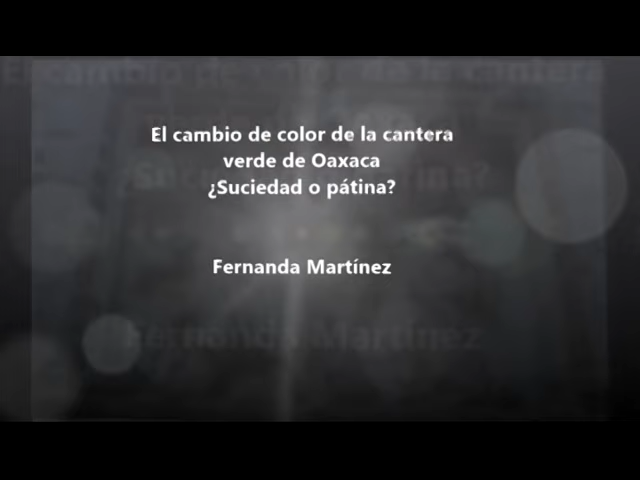 El cambio de color de la cantera
verde de Oaxaca
¿Suciedad o pátina?
Fernanda Martínez